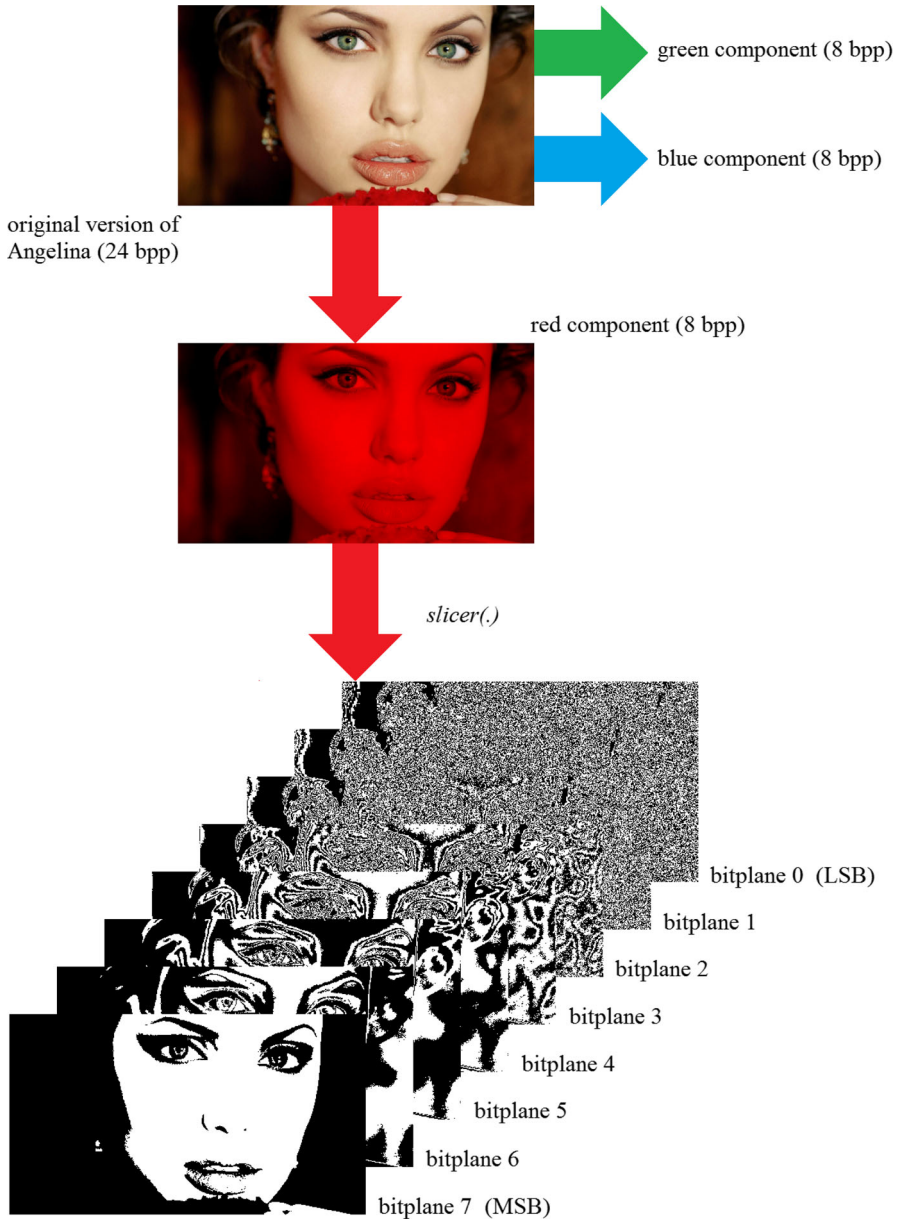 green component (8 bpp)
blue component (8 bpp)
original version of
Angelina (24 bpp)
red component (8 bpp)
slicer(.)
bitplane 0 (LSB)
bitplane 1
bitplane 2
bitplane 3
bitplane 4
bitplane 5
bitplane 6
bitplane 7 (MSB)